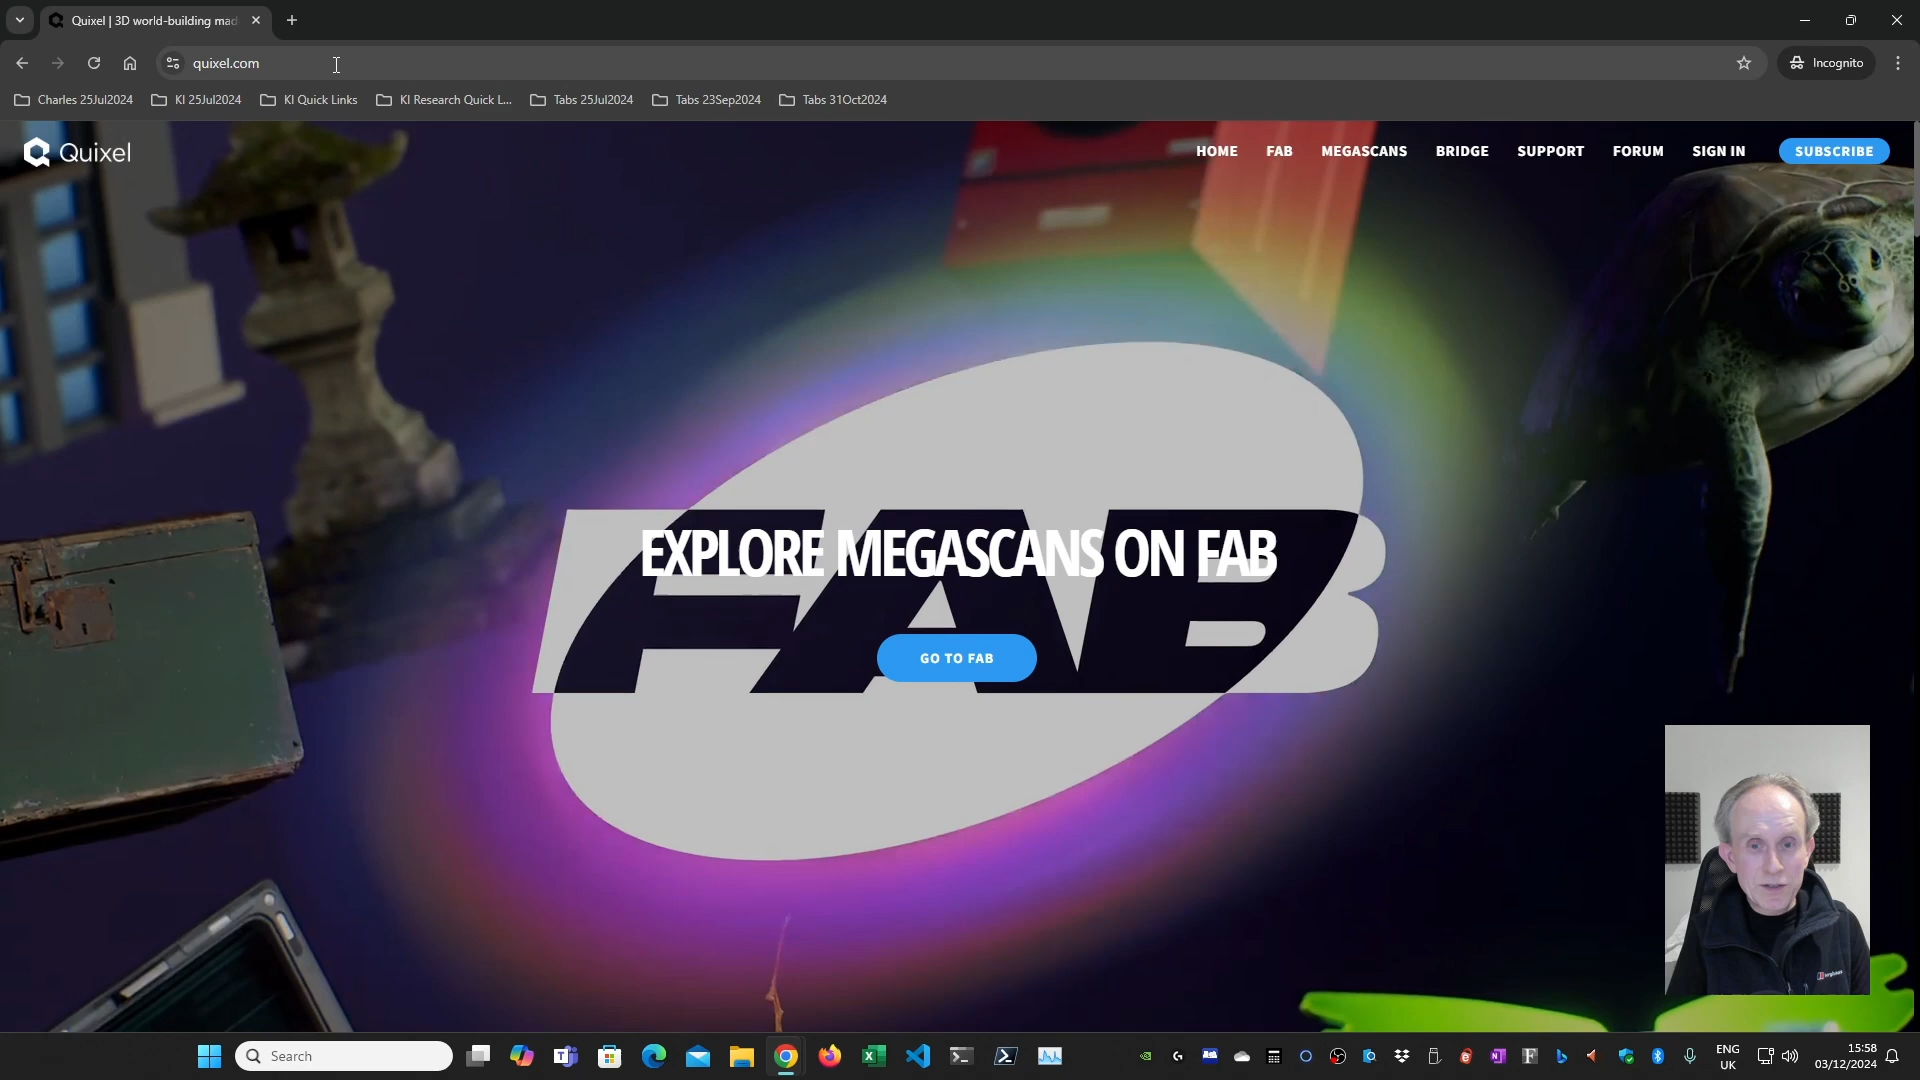 Quixel | 3D world-building mad
quixel.com
Incognito
Charles 25Jul2024
KI 25Jul2024
KI Quick Links
KI Research Quick L...
Tabs 25Jul2024
Tabs 23Sep2024
Tabs 31Oct2024
Quixel
HOME
FAB
MEGASCANS
BRIDGE
SUPPORT
FORUM
SIGN IN
SUBSCRIBE
FAB
EXPLORE MEGASCANS ON FAB
GO TO FAB
Search
ENG
UK
15:58
03/12/2024